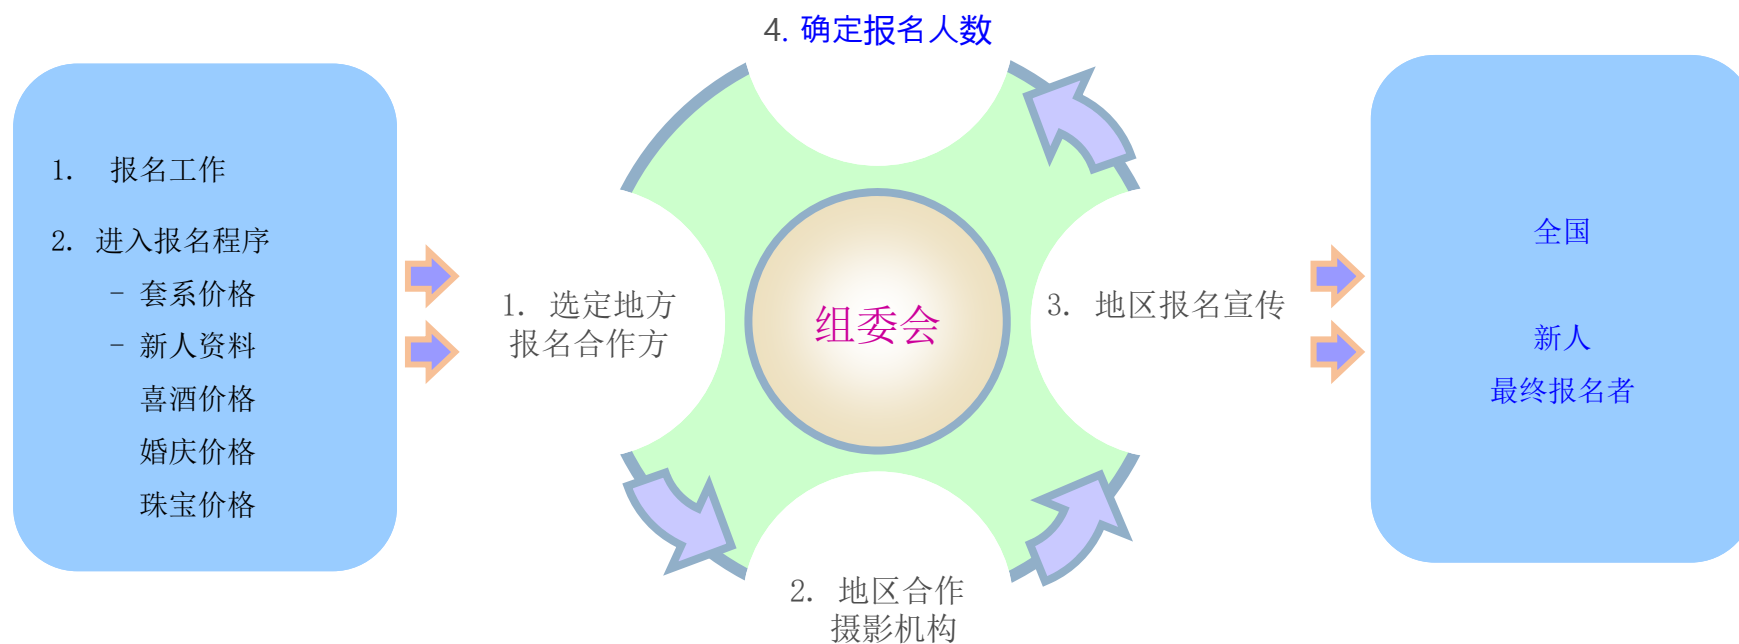 4. 确定报名人数
1. 报名工作
2. 进入报名程序
- 套系价格
- 新人资料
喜酒价格
婚庆价格
珠宝价格
1. 选定地方
报名合作方
组委会
3. 地区报名宣传
2. 地区合作
摄影机构
全国
新人
最终报名者